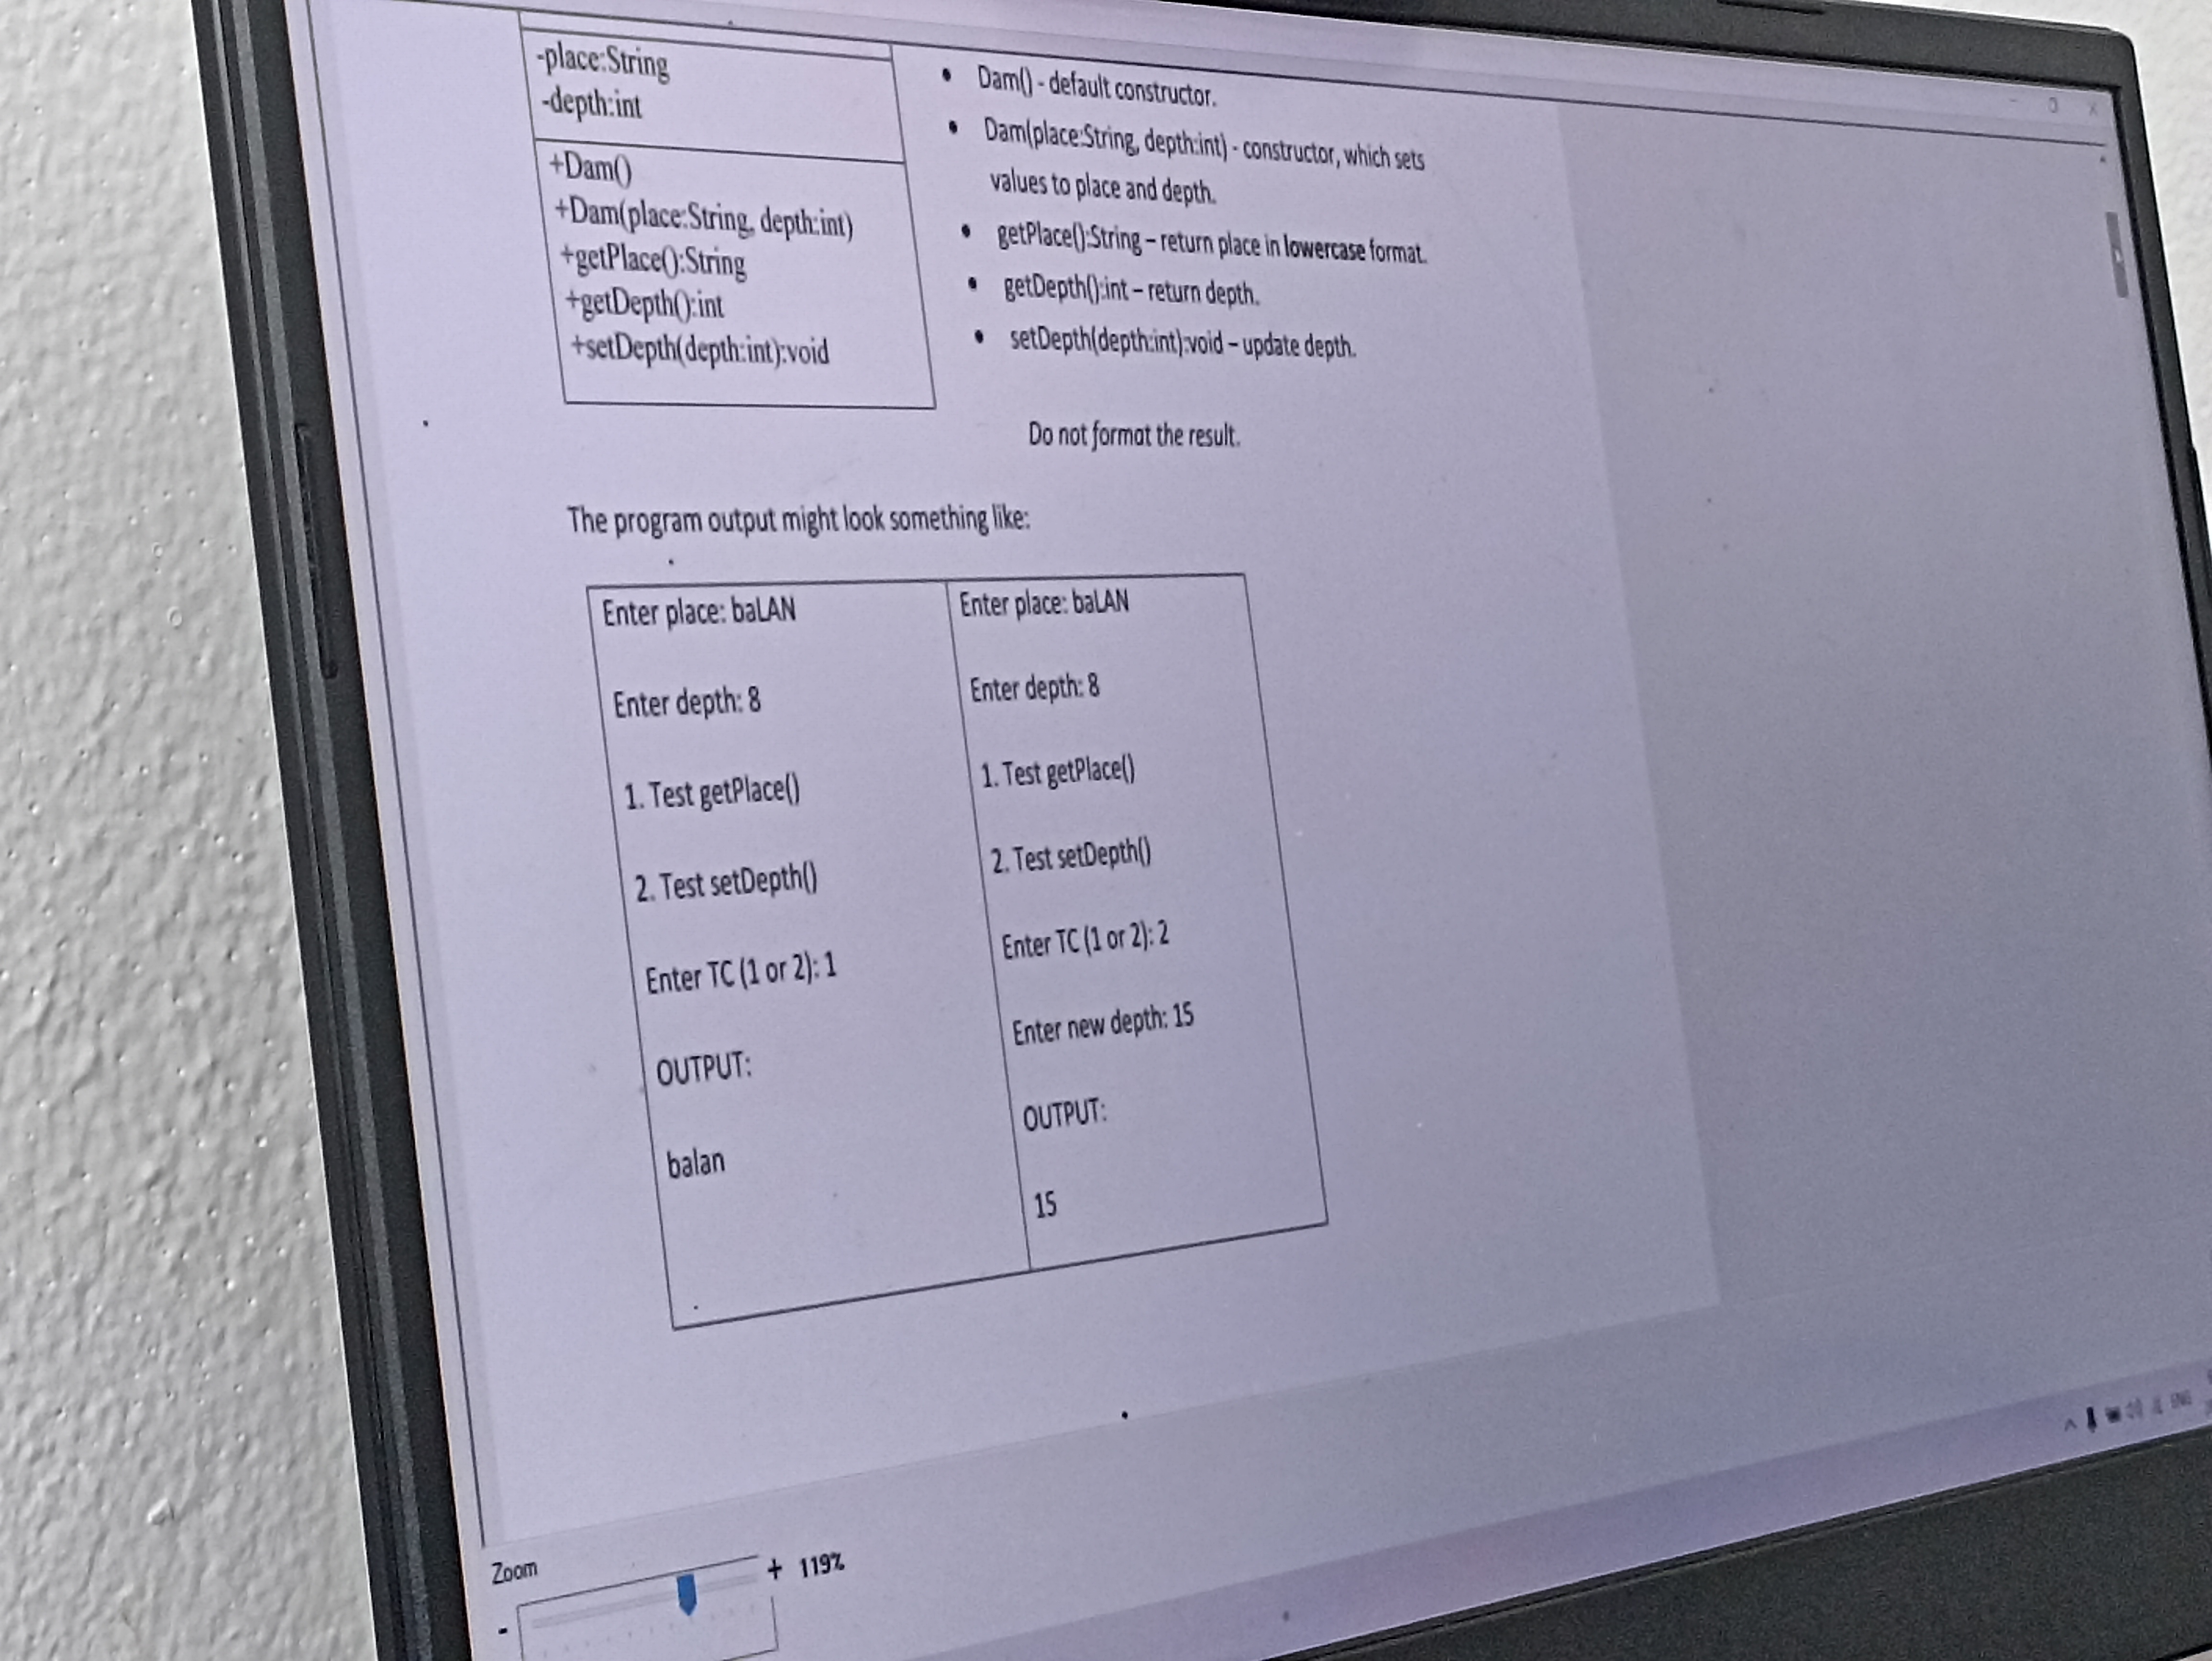 -place:String
-depth:int
+Dam()
+Dam(place:String, depth:int)
+getPlace():String
+getDepth():int
+setDepth(depth:int):void
• Dam() - default constructor.
• Dam(place:String, depth:int) - constructor, which sets
values to place and depth.
• getPlace():String – return place in lowercase format.
• getDepth():int – return depth.
• setDepth(depth:int):void – update depth.
Do not format the result.
The program output might look something like:
Enter place: baLAN
Enter depth: 8
1. Test getPlace()
2. Test setDepth()
Enter TC (1 or 2): 1
OUTPUT:
balan
Enter place: baLAN
Enter depth: 8
1. Test getPlace()
2. Test setDepth()
Enter TC (1 or 2): 2
Enter new depth: 15
OUTPUT:
15
Zoom
- + 119%
ENG